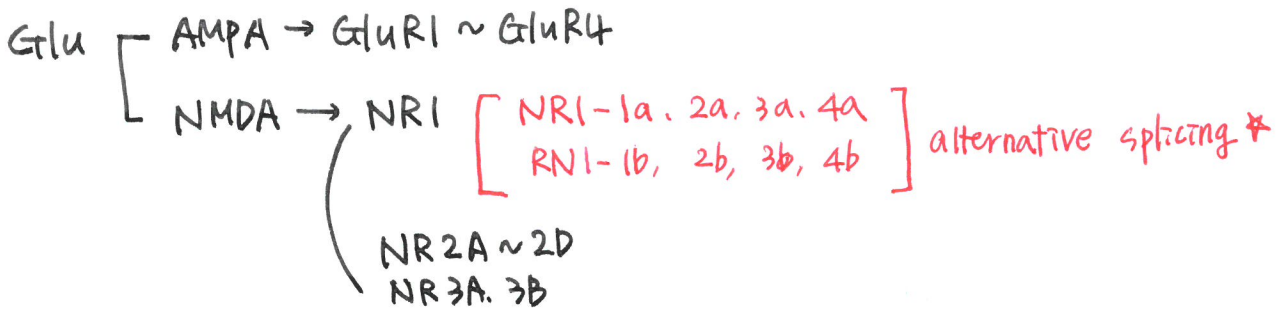 Glu AMPA → GluR1 ~ GluR4
NMDA → NR1
NR1-1a、2a, 3a、4a
RN1-1b, 2b, 3b, 4b
alternative splicing ☆
NR2A ~ 2D
NR3A. 3B